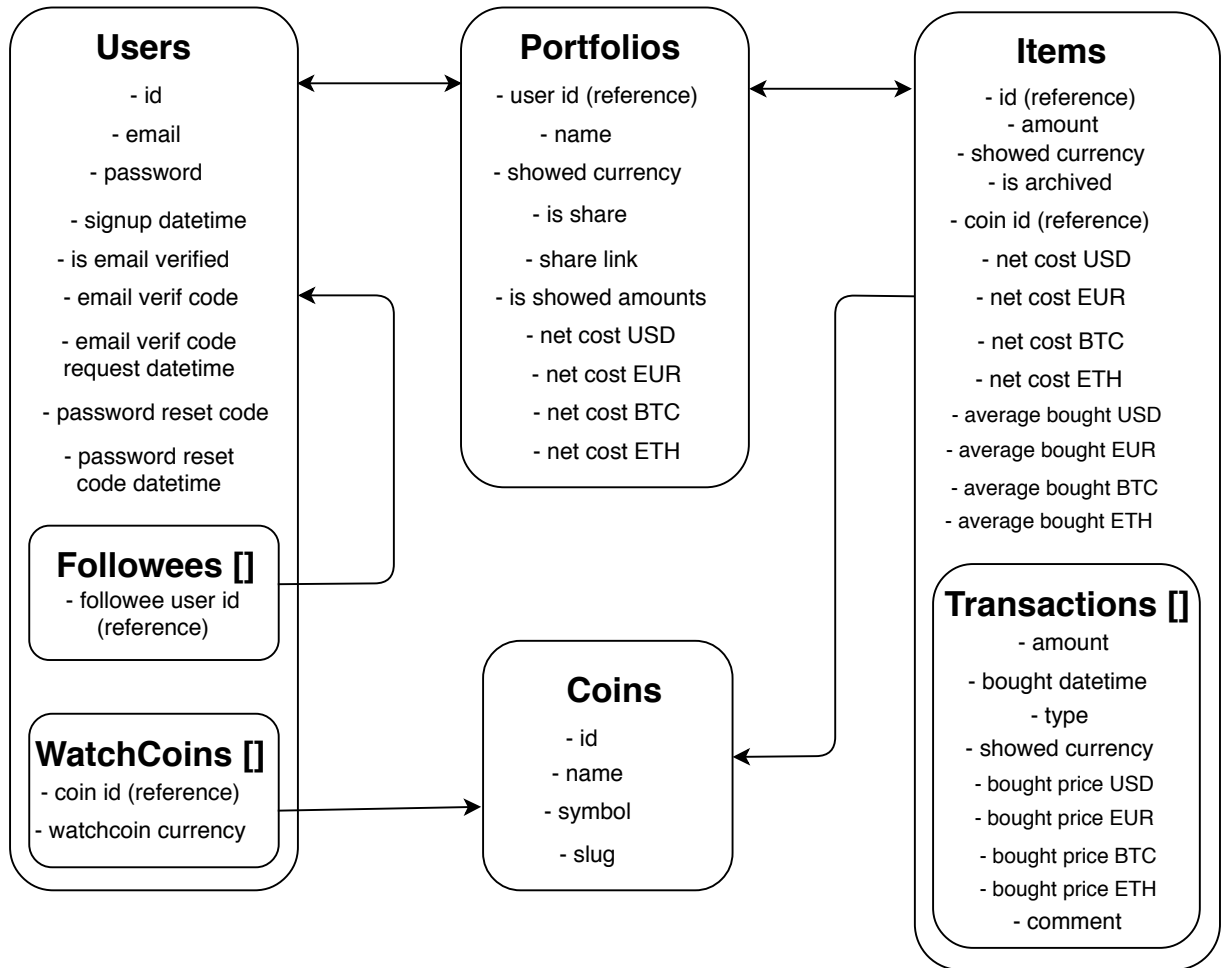 Users
- id
- email
- password
- signup datetime
- is email verified
- email verif code
- email verif code
request datetime
- password reset code
- password reset
code datetime
Followees []
- followee user id
(reference)
WatchCoins []
- coin id (reference)
- watchcoin currency
Portfolios
- user id (reference)
- name
- showed currency
- is share
- share link
- is showed amounts
- net cost USD
- net cost EUR
- net cost BTC
- net cost ETH
Coins
- id
- name
- symbol
- slug
Items
- id (reference)
- amount
- showed currency
- is archived
- coin id (reference)
- net cost USD
- net cost EUR
- net cost BTC
- net cost ETH
- average bought USD
- average bought EUR
- average bought BTC
- average bought ETH
Transactions []
- amount
- bought datetime
- type
- showed currency
- bought price USD
- bought price EUR
- bought price BTC
- bought price ETH
- comment